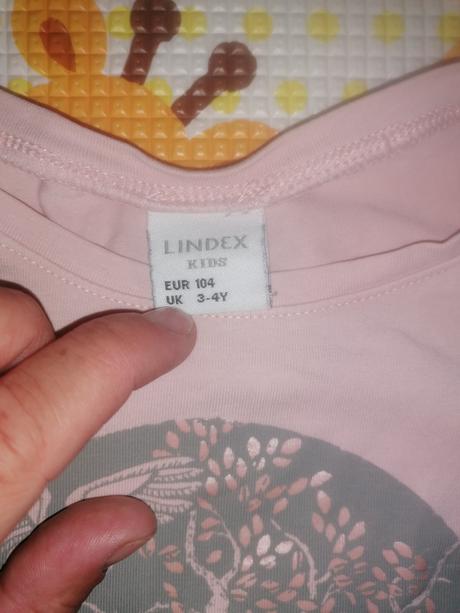 LINDEX
KIDS
EUR 104
UK 3-4Y